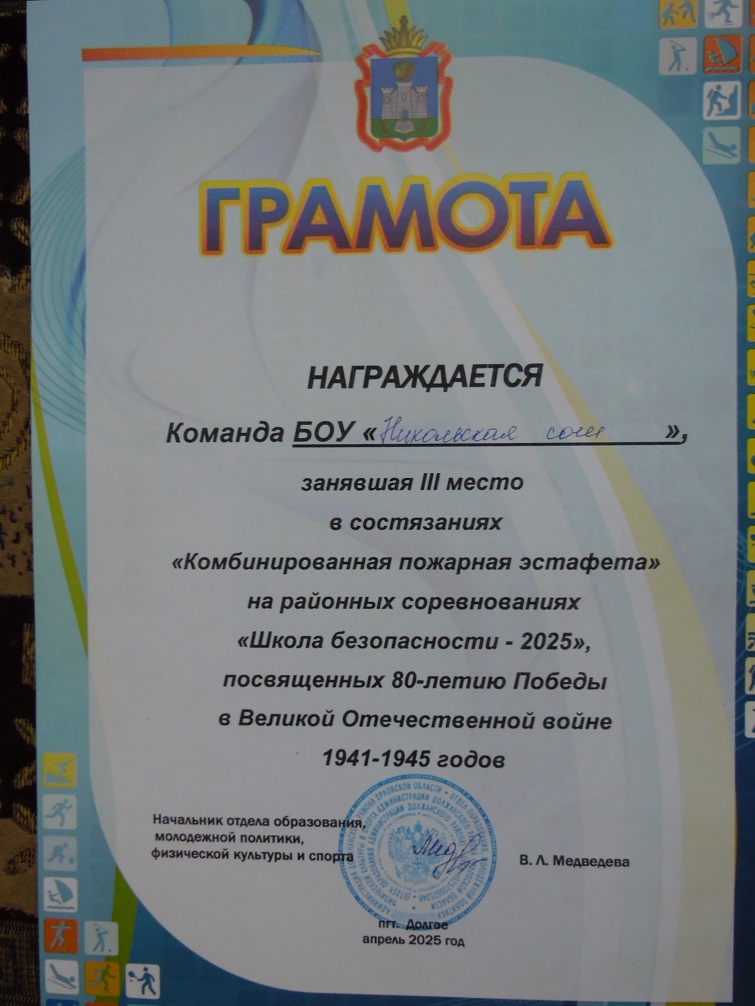 ГРАМОТА
НАГРАЖДАЕТСЯ
Команда БОУ «Никольская сош»,
занявшая III место
в состязаниях
«Комбинированная пожарная эстафета»
на районных соревнованиях
«Школа безопасности - 2025»,
посвященных 80-летию Победы
в Великой Отечественной войне
1941-1945 годов
Начальник отдела образования,
молодежной политики,
физической культуры и спорта
В. Л. Медведева
пгт. Долгое
апрель 2025 год